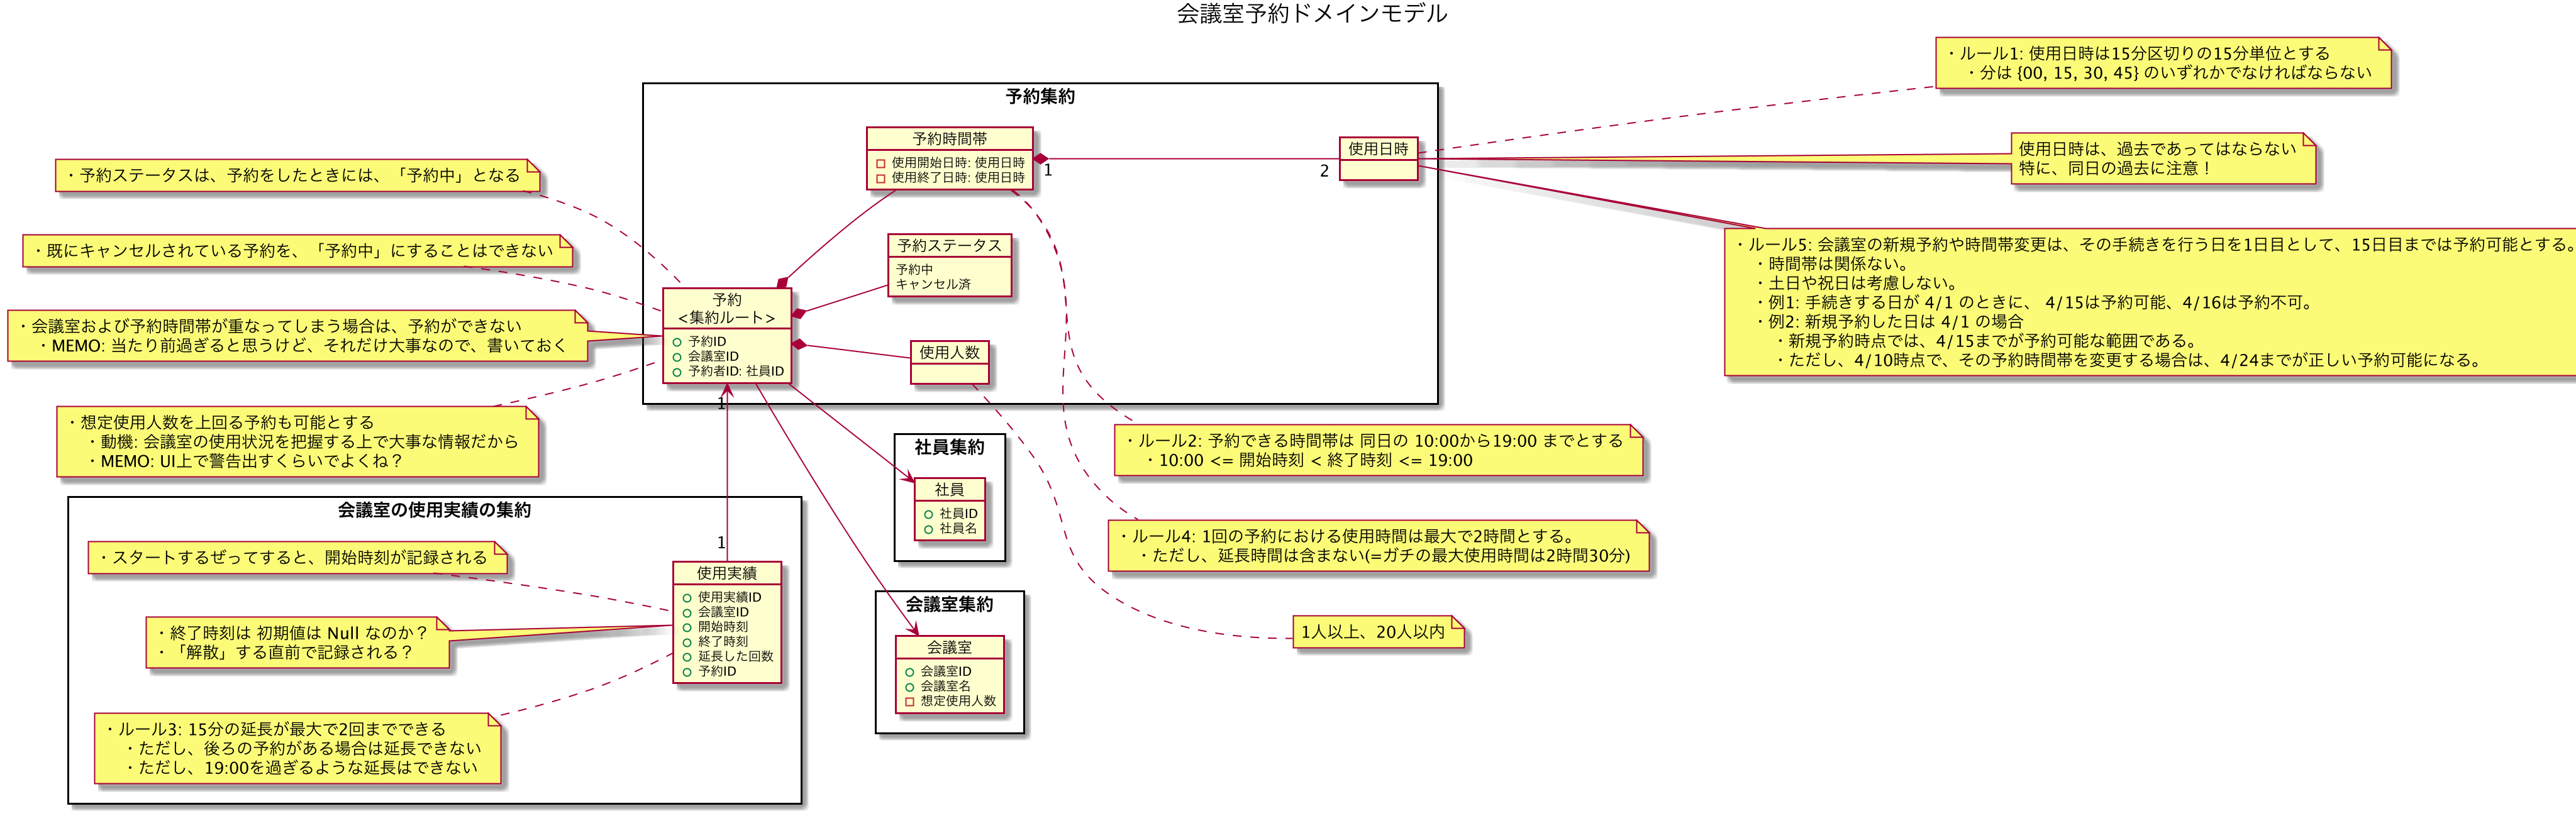 会議室予約ドメインモデル
・ルール1: 使用日時は15分区切りの15分単位とする
・分は {00, 15, 30, 45} のいずれかでなければならない
使用日時は、過去であってはならない
特に、同日の過去に注意！
・ルール5: 会議室の新規予約や時間帯変更は、その手続きを行う日を1日目として、15日目までは予約可能とする。
・時間帯は関係ない。
・土日や祝日は考慮しない。
・例1: 手続きする日が 4/1 のときに、 4/15は予約可能、4/16は予約不可。
・例2: 新規予約した日は 4/1 の場合
・新規予約時点では、4/15までが予約可能な範囲である。
・ただし、4/10時点で、その予約時間帯を変更する場合は、4/24までが正しい予約可能になる。
予約集約
予約時間帯
使用開始日時: 使用日時
使用終了日時: 使用日時
1
2
使用日時
予約ステータス
予約中
キャンセル済
使用人数
予約
<集約ルート>
予約ID
会議室ID
予約者ID: 社員ID
1
・予約ステータスは、予約をしたときには、「予約中」となる
・既にキャンセルされている予約を、「予約中」にすることはできない
・会議室および予約時間帯が重なってしまう場合は、予約ができない
・MEMO: 当たり前過ぎると思うけど、それだけ大事なので、書いておく
・想定使用人数を上回る予約も可能とする
・動機: 会議室の使用状況を把握する上で大事な情報だから
・MEMO: UI上で警告出すくらいでよくね？
・ルール2: 予約できる時間帯は 同日の 10:00から19:00 までとする
・10:00 <= 開始時刻 < 終了時刻 <= 19:00
・ルール4: 1回の予約における使用時間は最大で2時間とする。
・ただし、延長時間は含まない(=ガチの最大使用時間は2時間30分)
1人以上、20人以内
社員集約
社員
社員ID
社員名
会議室集約
会議室
会議室ID
会議室名
想定使用人数
会議室の使用実績の集約
1
使用実績
使用実績ID
会議室ID
開始時刻
終了時刻
延長した回数
予約ID
・スタートするぜってすると、開始時刻が記録される
・終了時刻は 初期値は Null なのか？
・「解散」する直前で記録される？
・ルール3: 15分の延長が最大で2回までできる
・ただし、後ろの予約がある場合は延長できない
・ただし、19:00を過ぎるような延長はできない